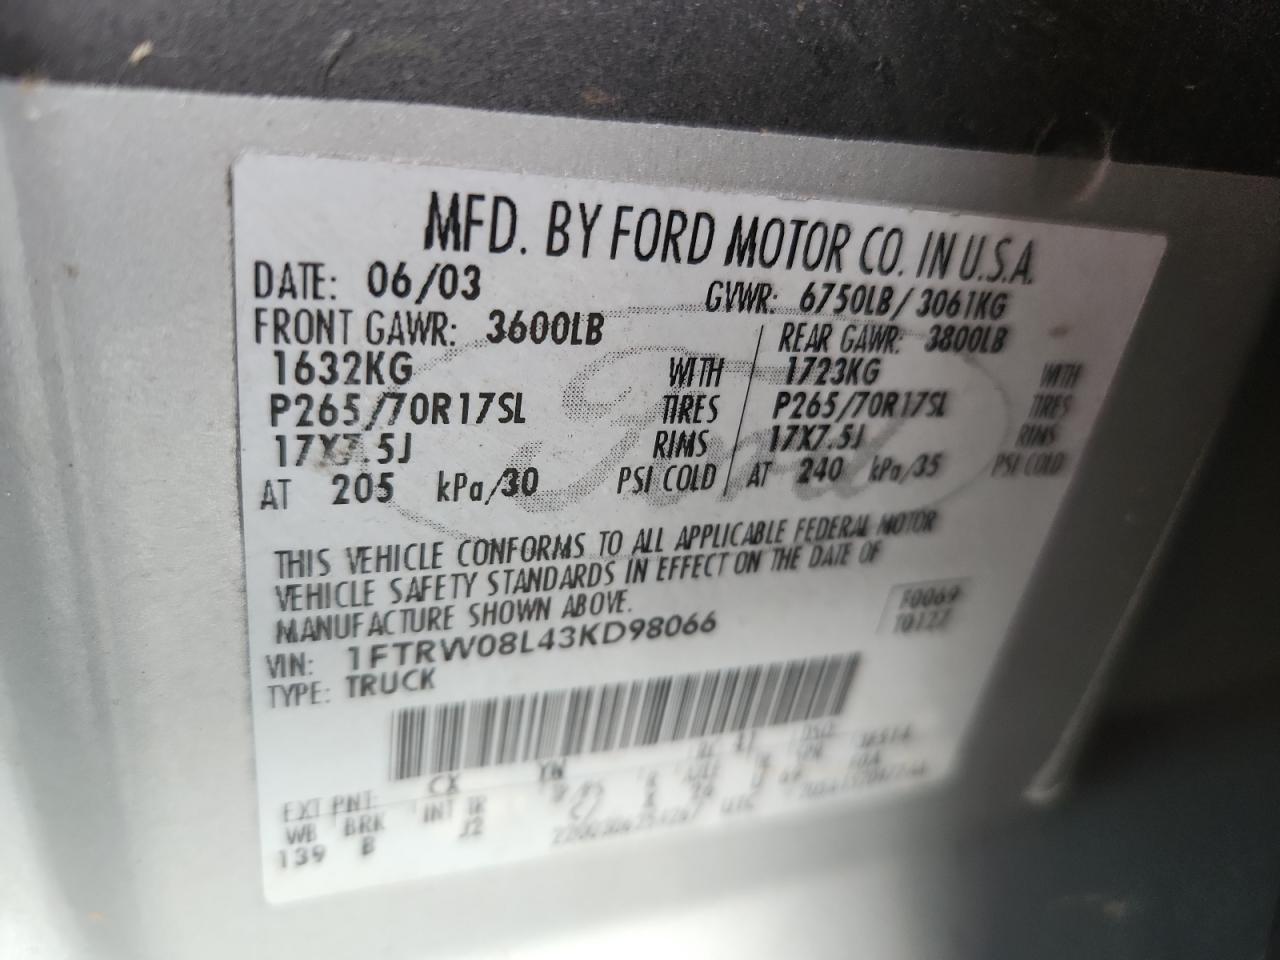 MFD. BY FORD MOTOR CO. IN U.S.A.
DATE: 06/03 GVWR: 6750LB/3061KG
FRONT GAWR: 3600LB REAR GAWR: 3800LB
1632KG WITH 1723KG WITH
P265/70R17SL TIRES P265/70R17SL TIRES
17X7.5J RIMS 17X7.5J RIMS
AT 205 kPa/30 PSI COLD AT 240 kPa/35 PSI COLD
Ford
THIS VEHICLE CONFORMS TO ALL APPLICABLE FEDERAL MOTOR
VEHICLE SAFETY STANDARDS IN EFFECT ON THE DATE OF
MANUFACTURE SHOWN ABOVE.
F0069
T0127
VIN: 1FTRW08L43KD98066
TYPE: TRUCK
EXT PNT: CX YN
WB BRK INT TR
139 B J2